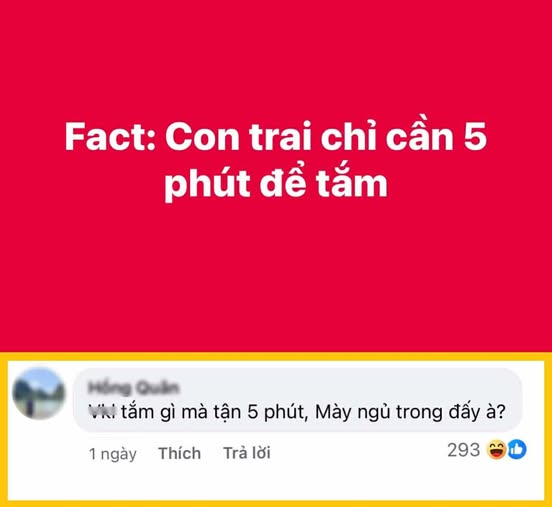 Fact: Con trai chỉ cần 5
phút để tắm
Hồng Quân
Vkl tắm gì mà tận 5 phút, Mày ngủ trong đấy à?
1 ngày Thích Trả lời 293